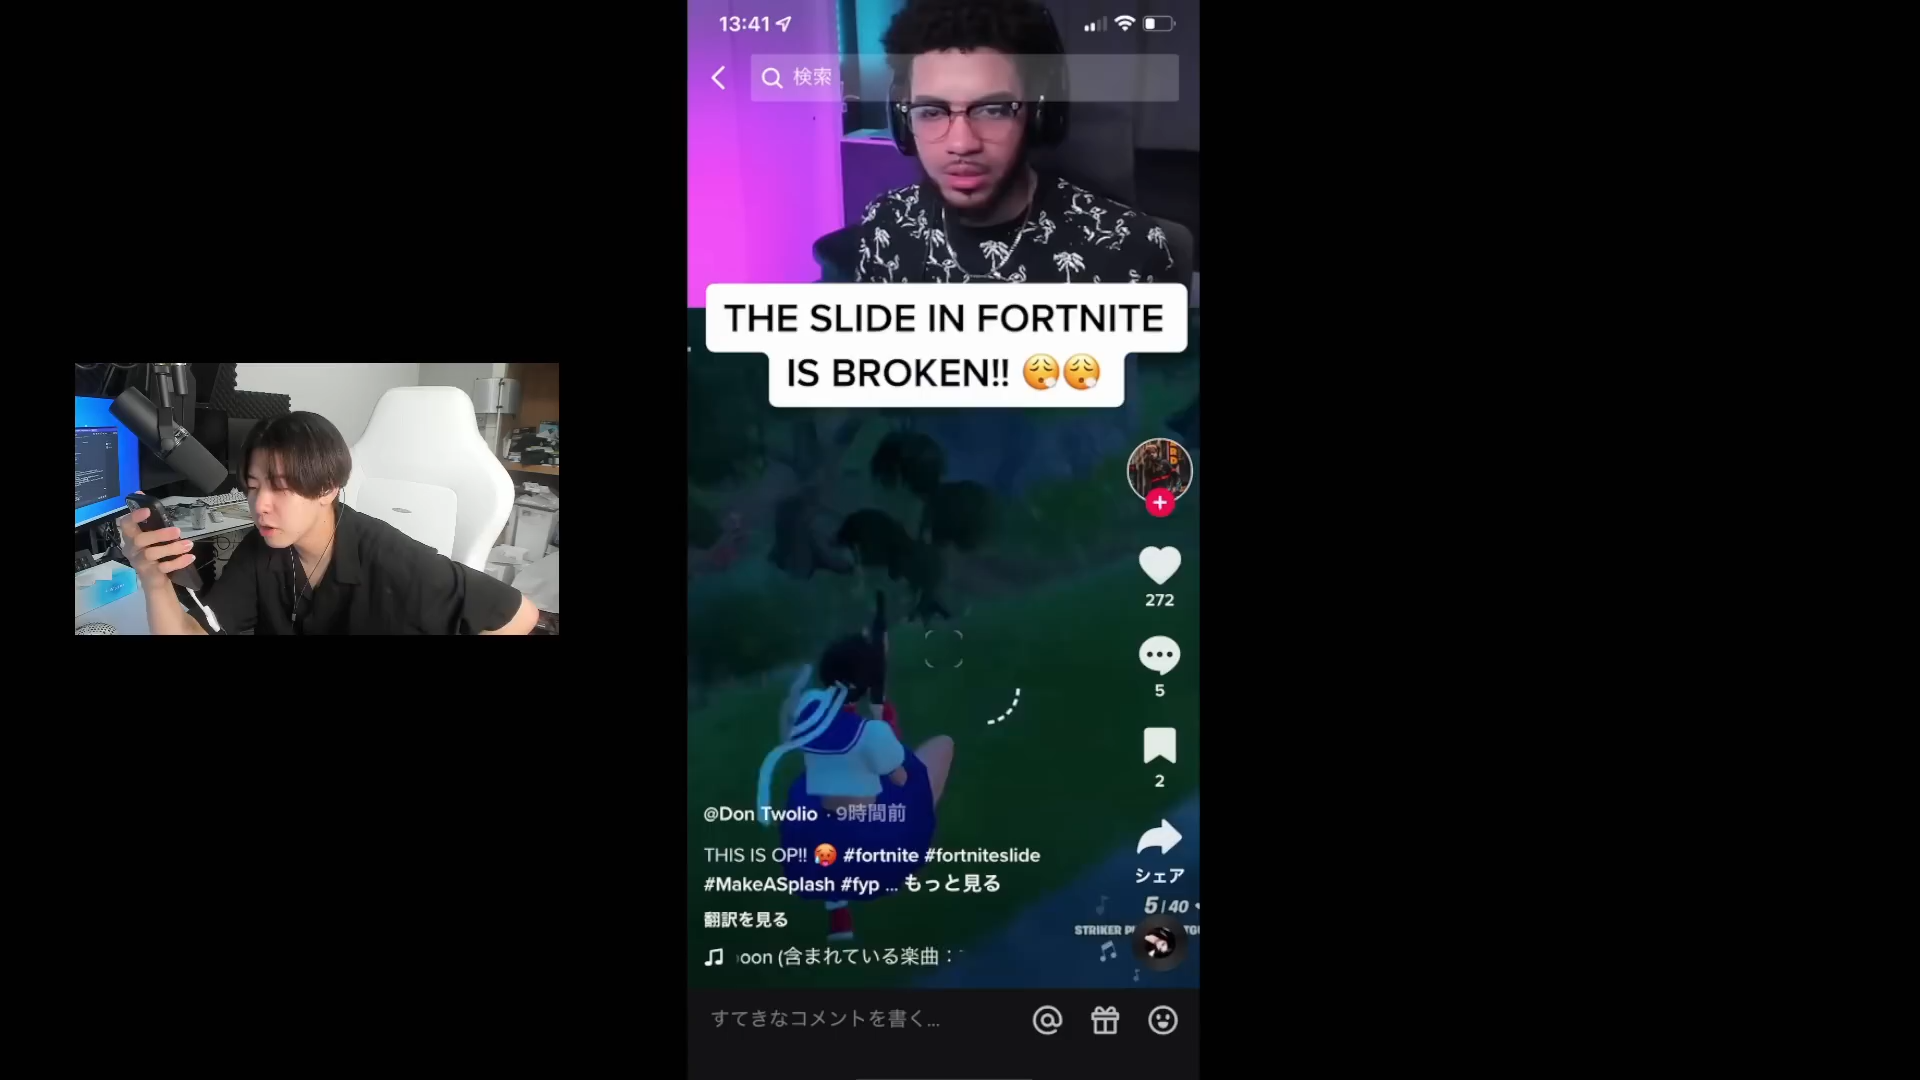 13:41
検索
THE SLIDE IN FORTNITE
IS BROKEN!! 😮‍💨😮‍💨
272
5
2
シェア
@Don Twolio · 9時間前
THIS IS OP!! 🥵 #fortnite #fortniteslide
#MakeASplash #fyp ... もっと見る
翻訳を見る
5 | 40
STRIKER
oon (含まれている楽曲：
すてきなコメントを書く...